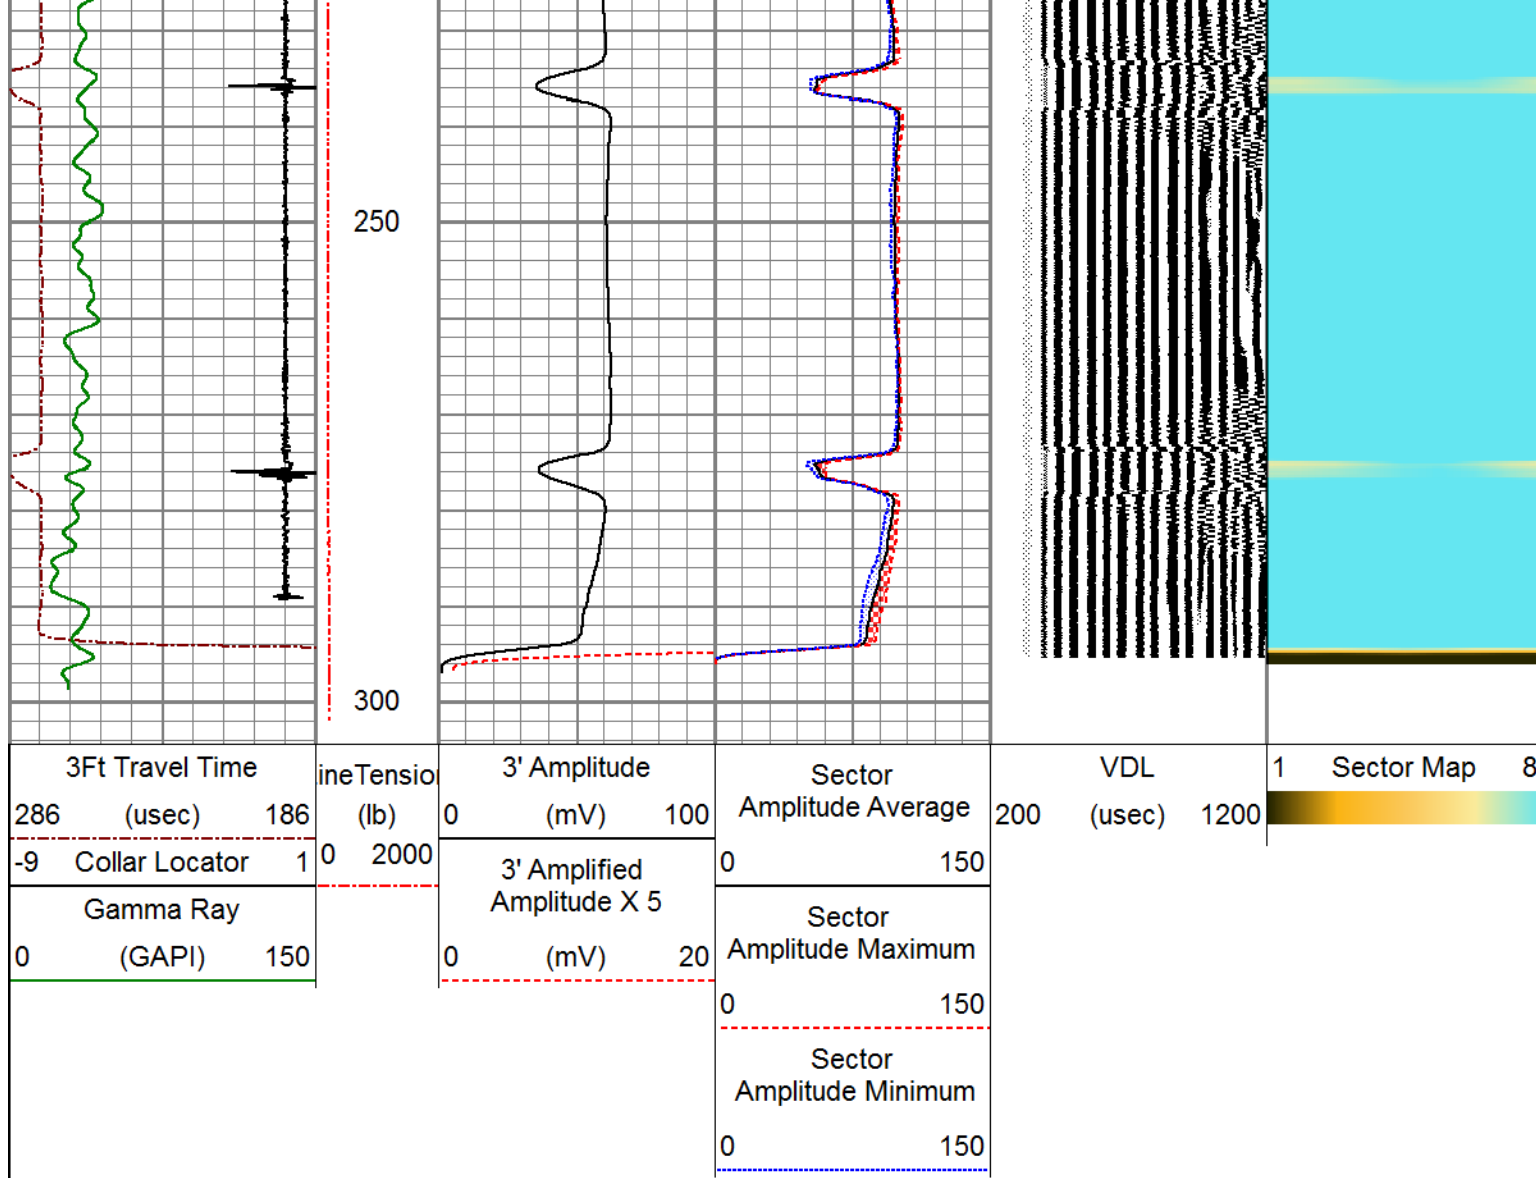 250
300
3Ft Travel Time
286 (usec) 186
-9 Collar Locator 1
Gamma Ray
0 (GAPI) 150
ineTension
(lb)
0 2000
3' Amplitude
0 (mV) 100
3' Amplified
Amplitude X 5
0 (mV) 20
Sector
Amplitude Average
0 150
Sector
Amplitude Maximum
0 150
Sector
Amplitude Minimum
0 150
VDL
200 (usec) 1200
1 Sector Map 8